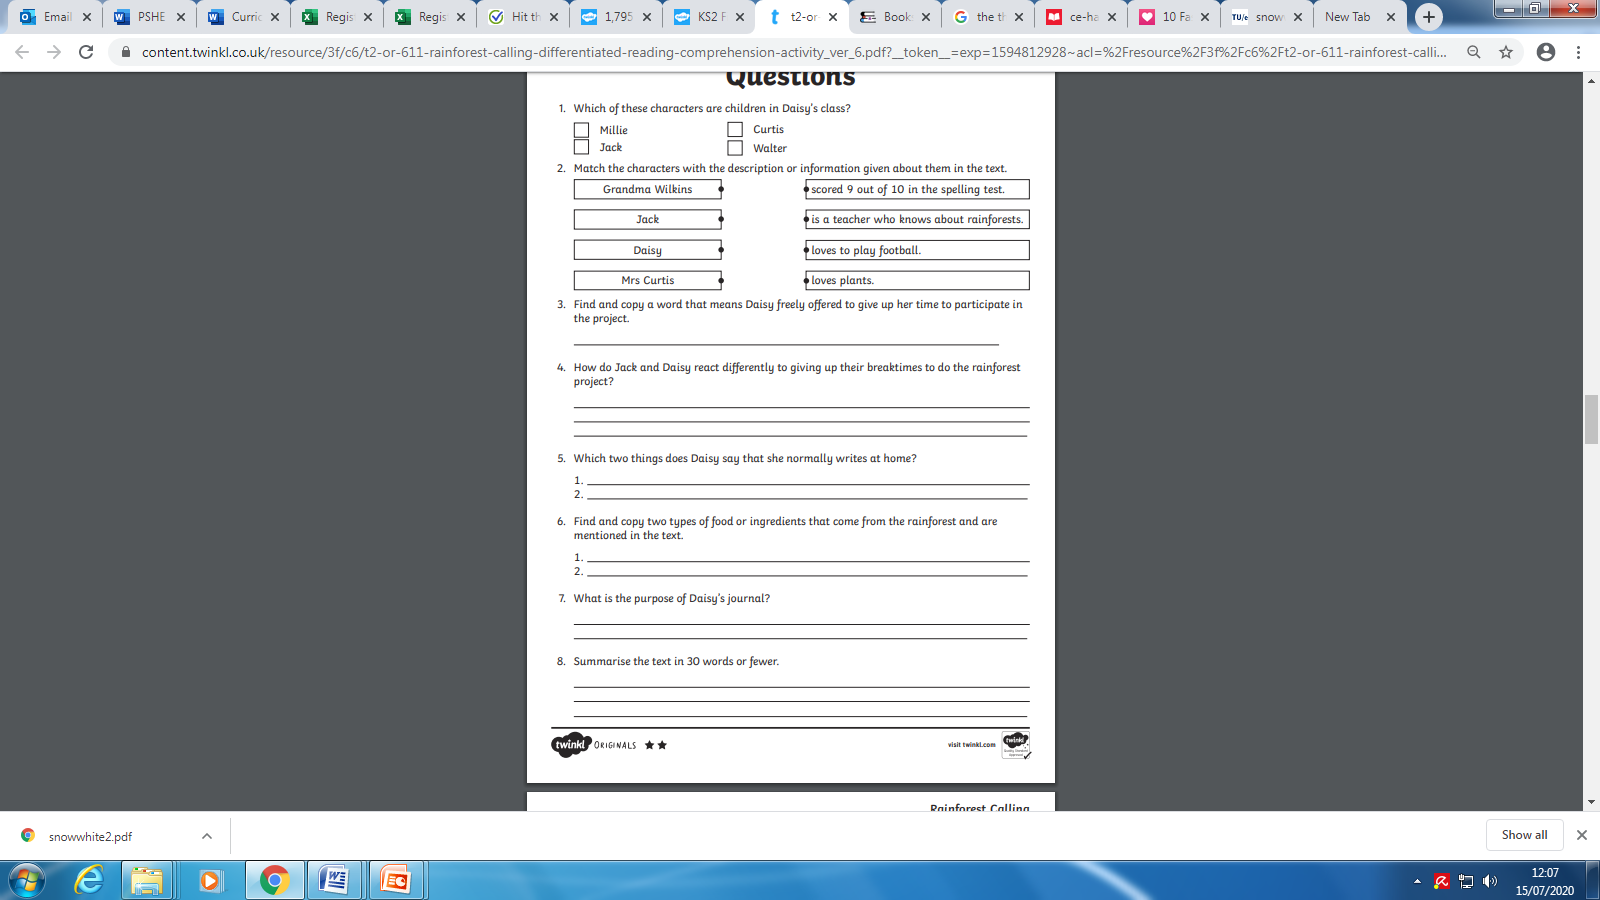 Email
PSHE
Curric
Regis
Regis
Hit th
1,795
KS2 F
t2-or
Book
the th
ce-ha
10 Fa
TU/e snow
New Tab
content.twinkl.co.uk/resource/3f/c6/t2-or-611-rainforest-calling-differentiated-reading-comprehension-activity_ver_6.pdf?__token__=exp=1594812928~acl=%2Fresource%2F3f%2Fc6%2Ft2-or-611-rainforest-calli...
Questions
1. Which of these characters are children in Daisy's class?
Millie Curtis
Jack Walter
2. Match the characters with the description or information given about them in the text.
Grandma Wilkins scored 9 out of 10 in the spelling test.
Jack is a teacher who knows about rainforests.
Daisy loves to play football.
Mrs Curtis loves plants.
3. Find and copy a word that means Daisy freely offered to give up her time to participate in
the project.
4. How do Jack and Daisy react differently to giving up their breaktimes to do the rainforest
project?
5. Which two things does Daisy say that she normally writes at home?
1.
2.
6. Find and copy two types of food or ingredients that come from the rainforest and are
mentioned in the text.
1.
2.
7. What is the purpose of Daisy's journal?
8. Summarise the text in 30 words or fewer.
twinkl ORIGINALS
visit twinkl.com
twinkl
Rainforest Calling
snowwhite2.pdf
Show all
12:07
15/07/2020